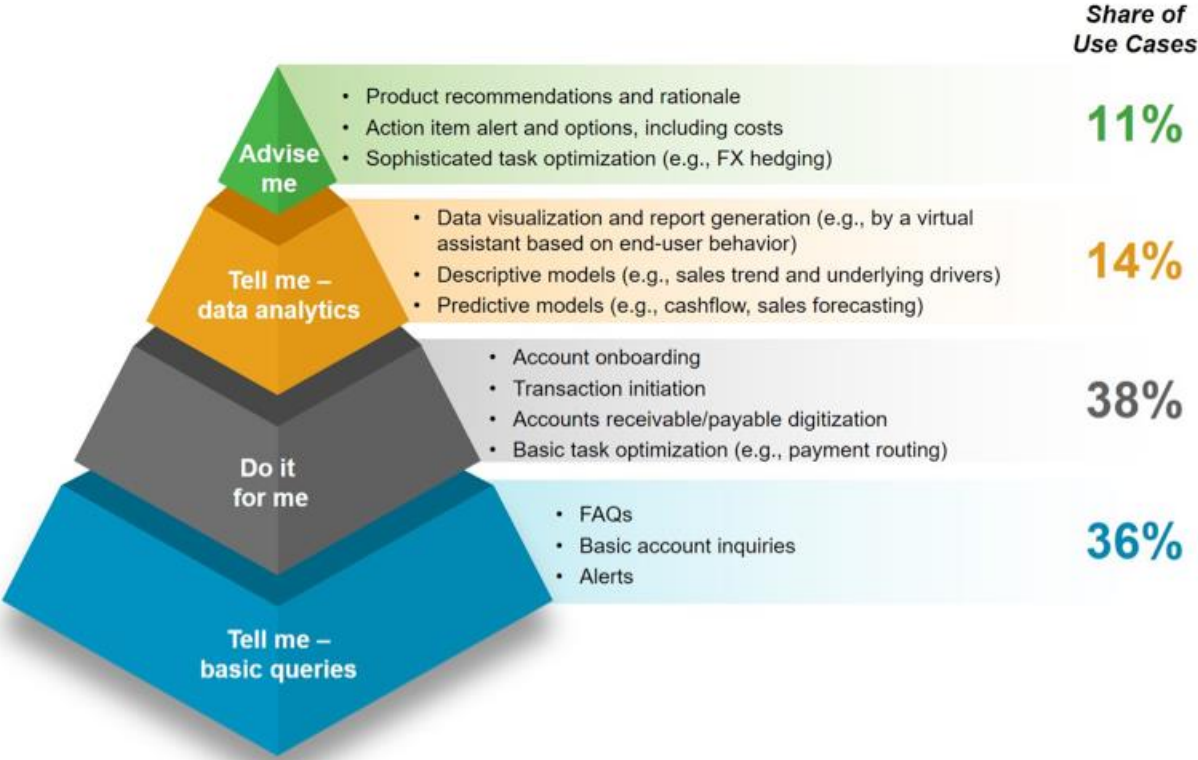 Share of
Use Cases
Advise
me
• Product recommendations and rationale
• Action item alert and options, including costs
• Sophisticated task optimization (e.g., FX hedging)
11%
Tell me –
data analytics
• Data visualization and report generation (e.g., by a virtual
assistant based on end-user behavior)
• Descriptive models (e.g., sales trend and underlying drivers)
• Predictive models (e.g., cashflow, sales forecasting)
14%
Do it
for me
• Account onboarding
• Transaction initiation
• Accounts receivable/payable digitization
• Basic task optimization (e.g., payment routing)
38%
Tell me –
basic queries
• FAQs
• Basic account inquiries
• Alerts
36%